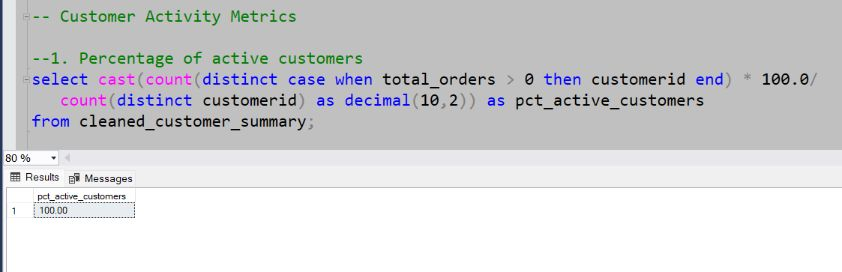 -- Customer Activity Metrics
--1. Percentage of active customers
select cast(count(distinct case when total_orders > 0 then customerid end) * 100.0/
count(distinct customerid) as decimal(10,2)) as pct_active_customers
from cleaned_customer_summary;
80 %
Results Messages
pct_active_customers
1 100.00